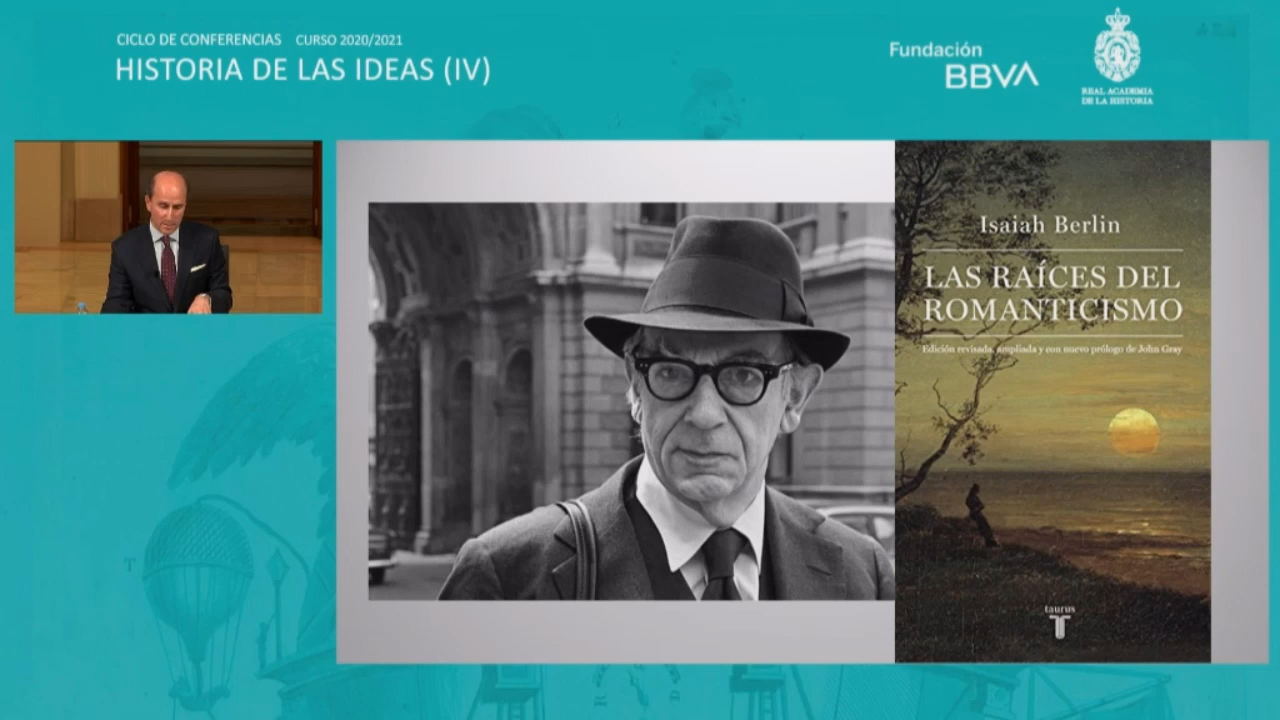 CICLO DE CONFERENCIAS CURSO 2020/2021
HISTORIA DE LAS IDEAS (IV)
Fundación
BBVA
REAL ACADEMIA
DE LA HISTORIA
Isaiah Berlin
LAS RAÍCES DEL
ROMANTICISMO
Edición revisada, ampliada y con nuevo prólogo de John Gray
taurus
T